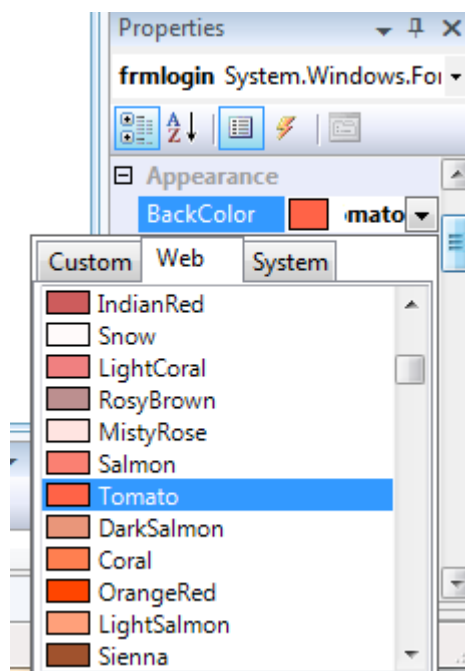 Properties
frmlogin System.Windows.For
A
Z
Appearance
BackColor mato
Custom Web System
IndianRed
Snow
LightCoral
RosyBrown
MistyRose
Salmon
Tomato
DarkSalmon
Coral
OrangeRed
LightSalmon
Sienna